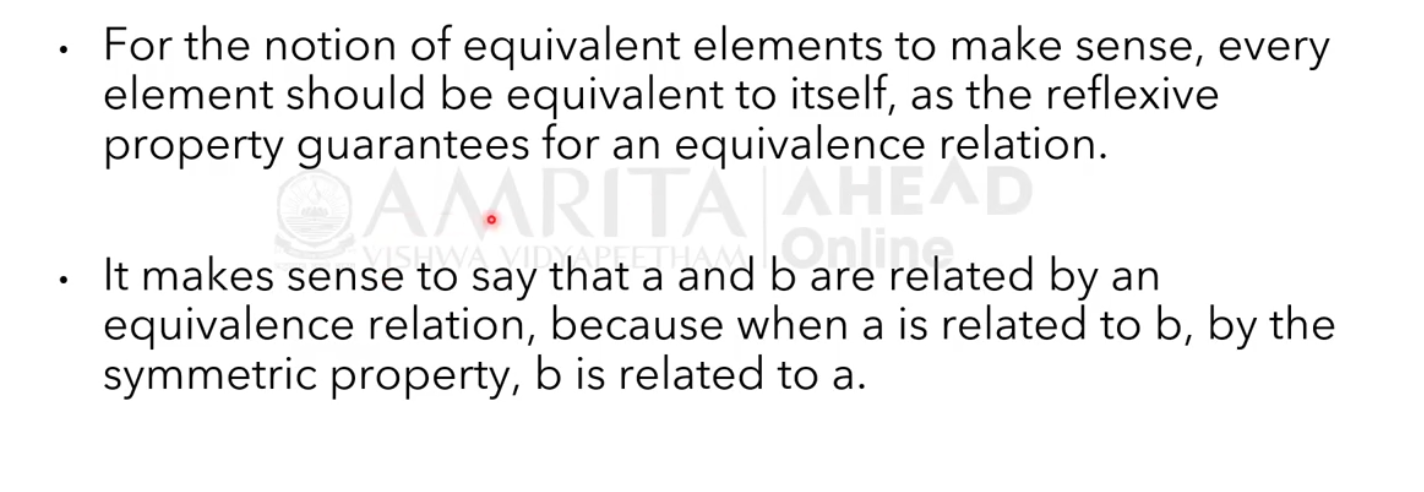 • For the notion of equivalent elements to make sense, every
element should be equivalent to itself, as the reflexive
property guarantees for an equivalence relation.
AMRITA AHEAD
VISHWA VIDYAPEETHAM Online
• It makes sense to say that a and b are related by an
equivalence relation, because when a is related to b, by the
symmetric property, b is related to a.